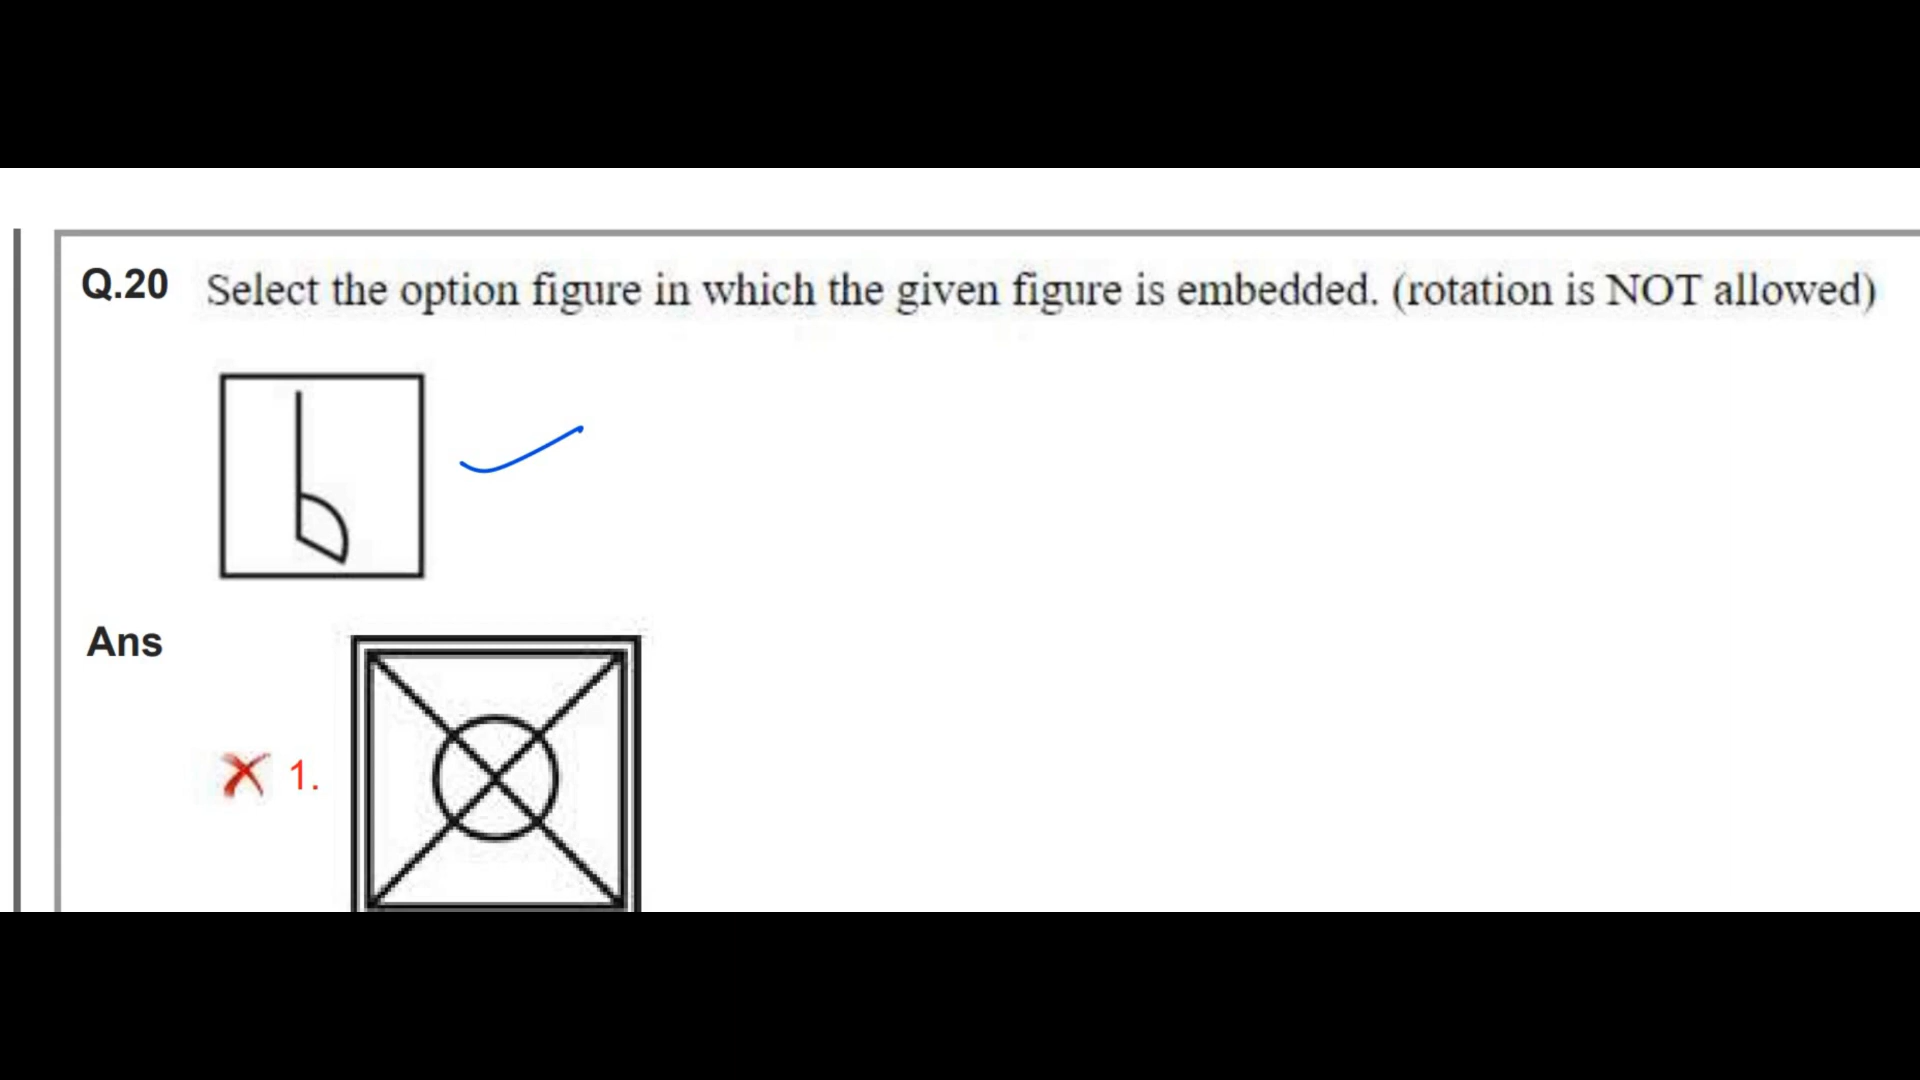 Q.20 Select the option figure in which the given figure is embedded. (rotation is NOT allowed)
Ans
1.